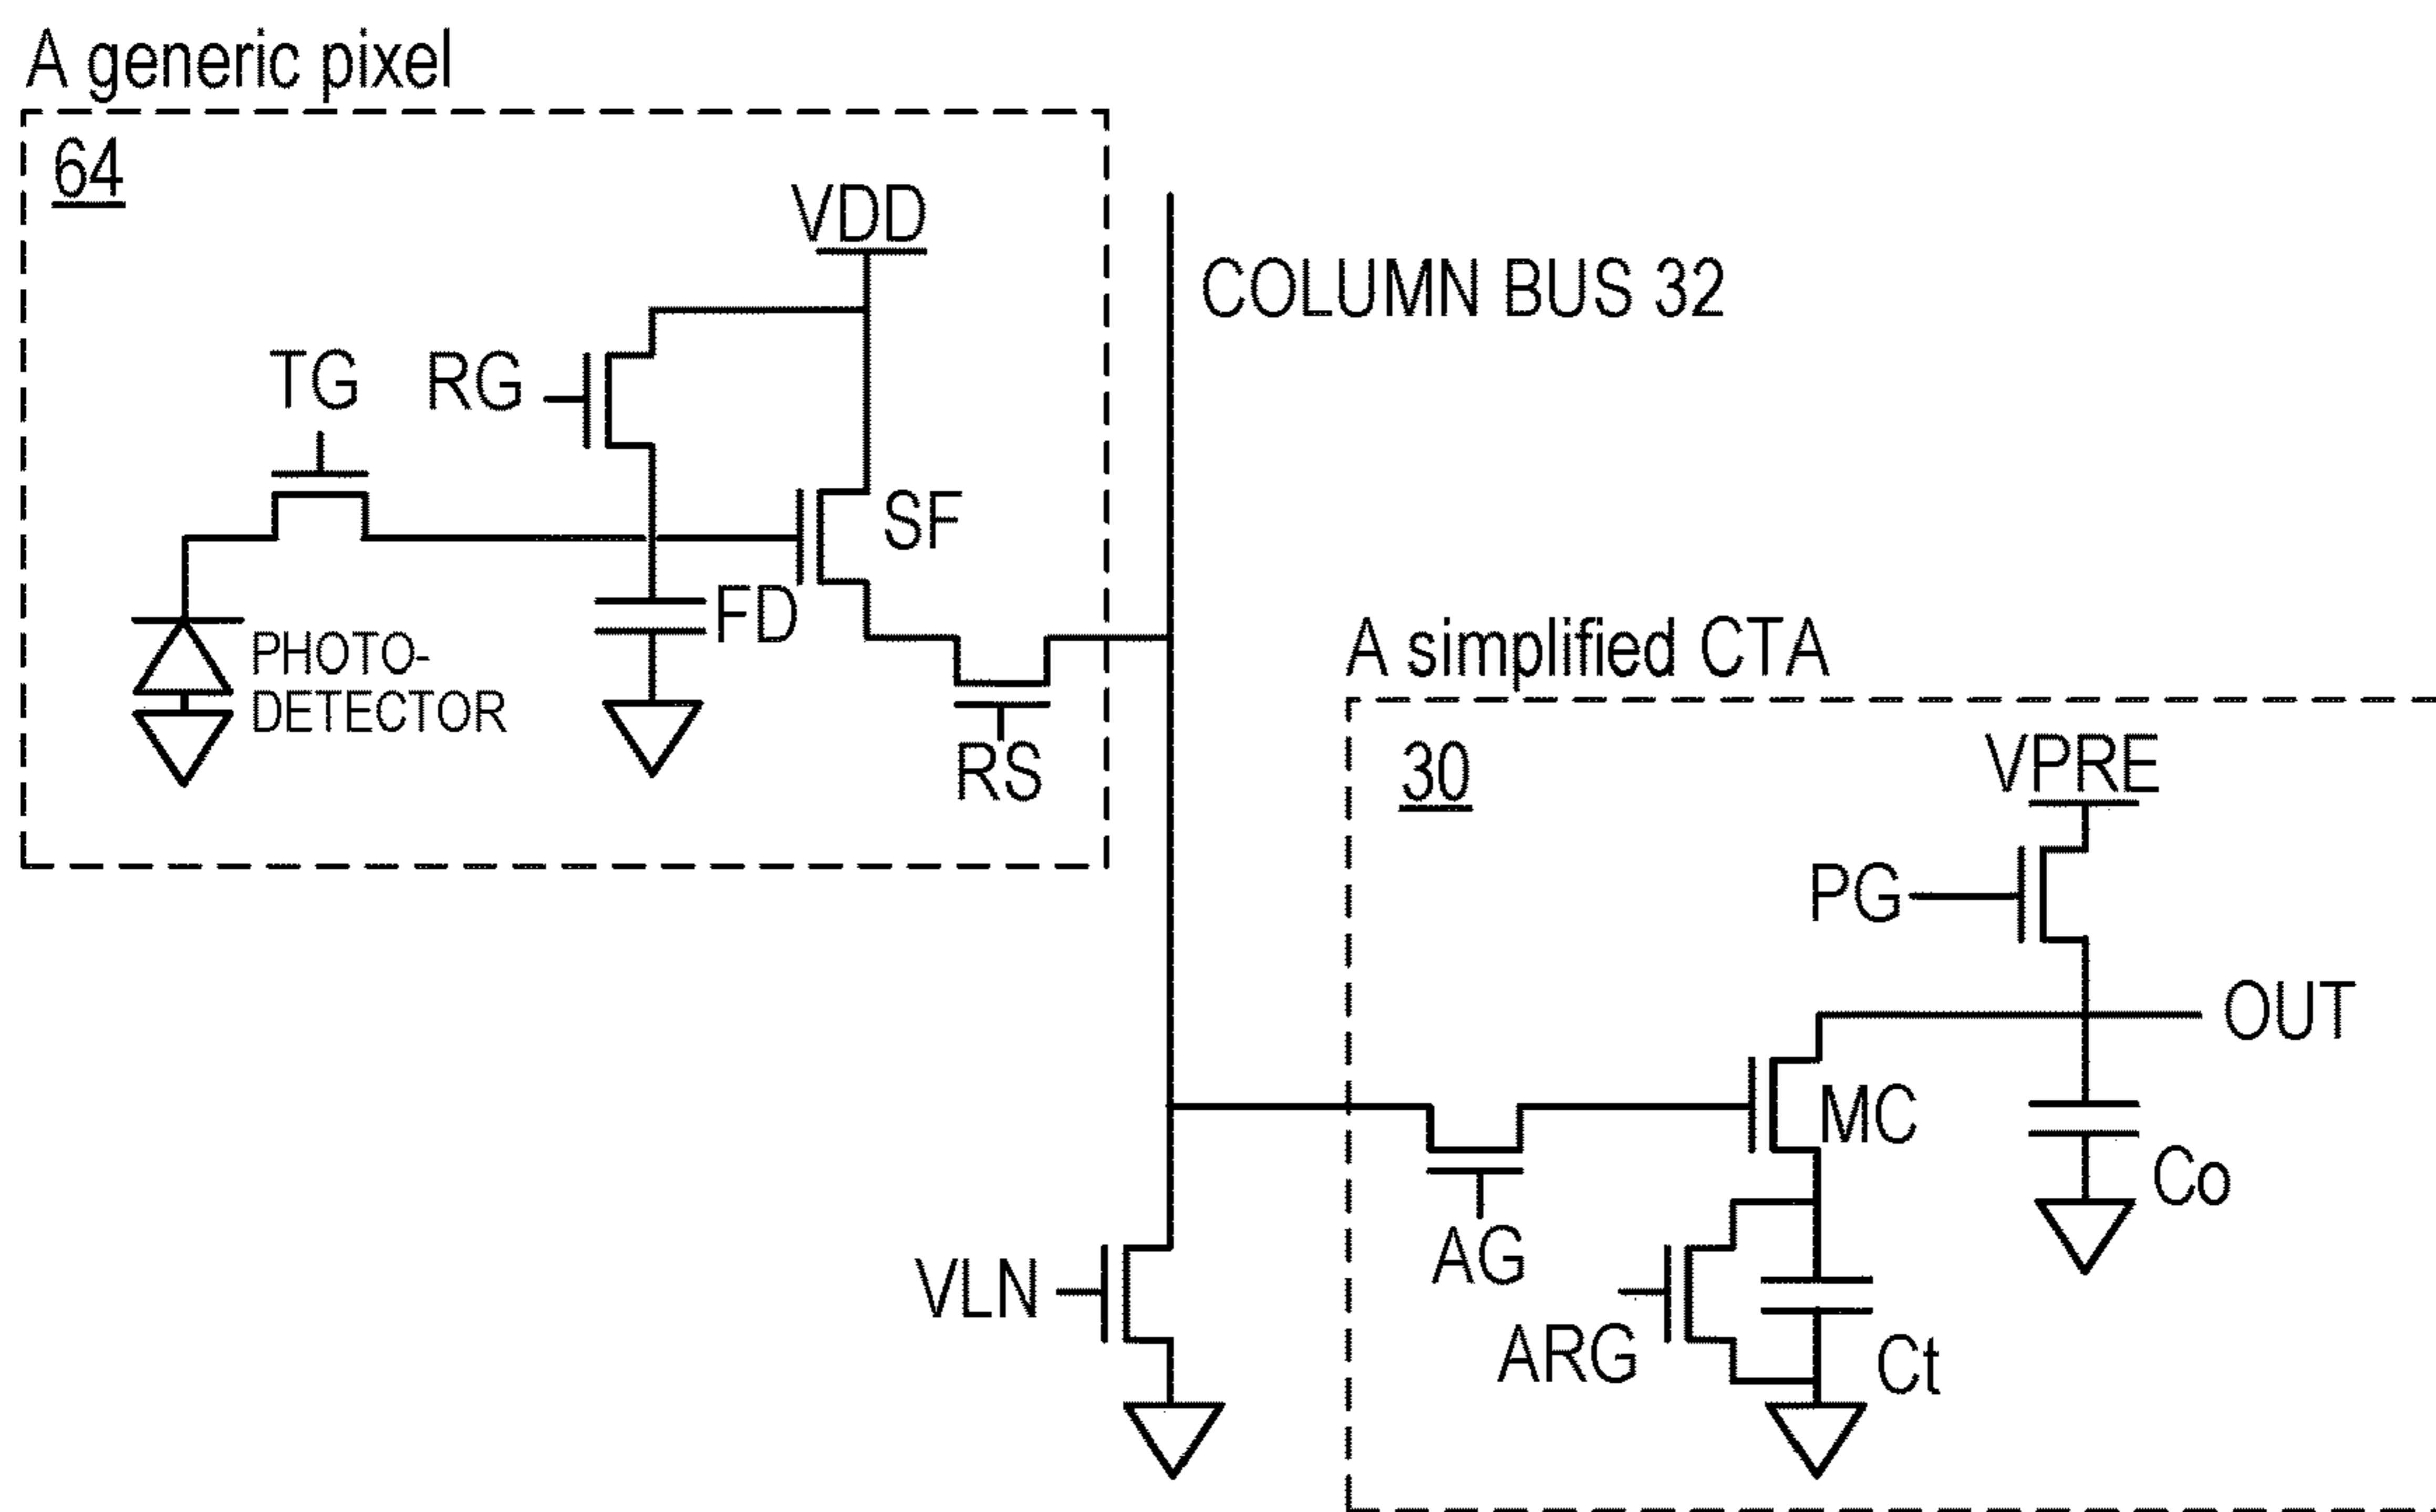 A generic pixel
64
VDD
COLUMN BUS 32
TG
RG
SF
FD
PHOTO-
DETECTOR
RS
A simplified CTA
30
VPRE
PG
OUT
MC
Co
AG
VLN
ARG
Ct